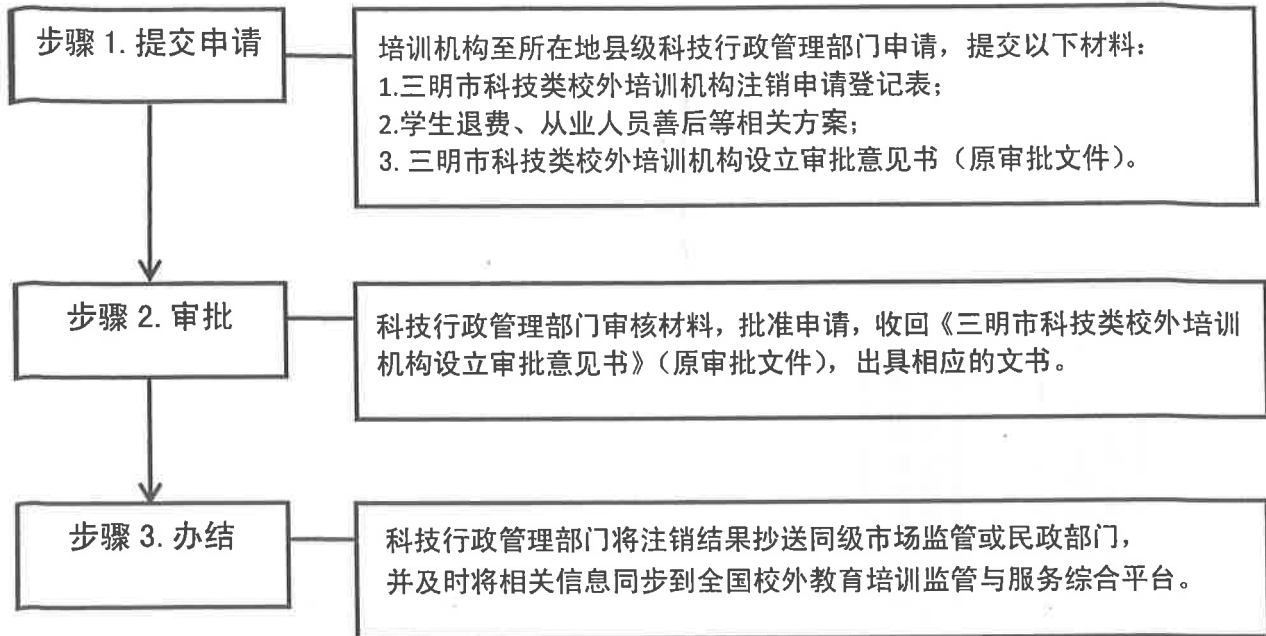 步骤 1. 提交申请
培训机构至所在地县级科技行政管理部门申请，提交以下材料：
1.三明市科技类校外培训机构注销申请登记表；
2.学生退费、从业人员善后等相关方案；
3. 三明市科技类校外培训机构设立审批意见书（原审批文件）。
步骤 2. 审批
科技行政管理部门审核材料，批准申请，收回《三明市科技类校外培训
机构设立审批意见书》（原审批文件），出具相应的文书。
步骤 3. 办结
科技行政管理部门将注销结果抄送同级市场监管或民政部门，
并及时将相关信息同步到全国校外教育培训监管与服务综合平台。